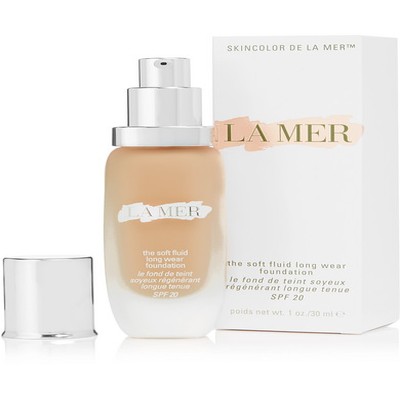 SKINCOLOR DE LA MER™
LA MER
the soft fluid long wear
foundation
le fond de teint soyeux
régénérant longue tenue
SPF 20
poids net wt. 1 oz./30 ml ℮
LA MER
the soft fluid
long wear
foundation
le fond de teint
soyeux régénérant
longue tenue
SPF 20